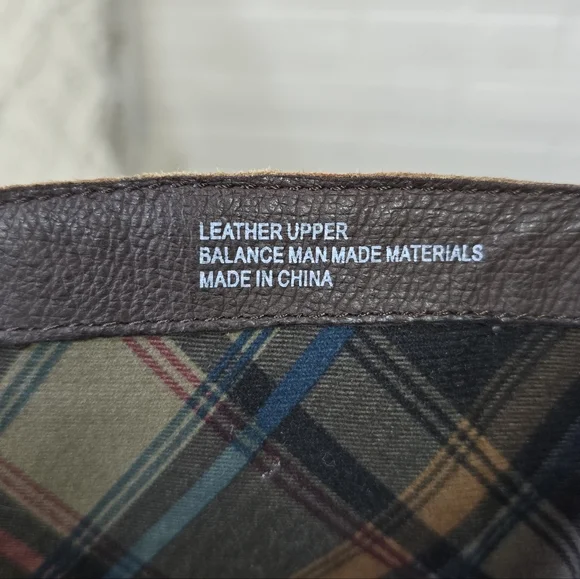 LEATHER UPPER
BALANCE MAN MADE MATERIALS
MADE IN CHINA